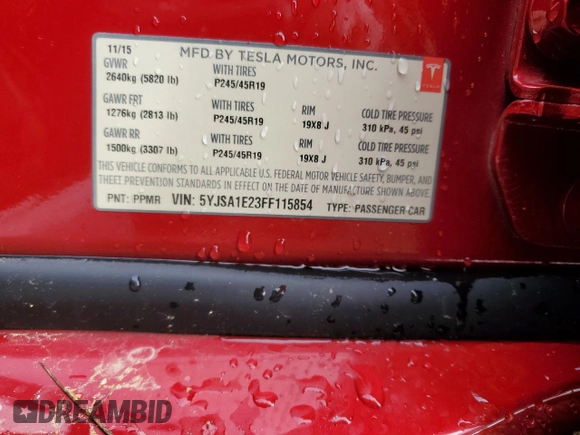 11/15 MFD BY TESLA MOTORS, INC.
GVWR WITH TIRES
2640kg (5820 lb) P245/45R19
TESLA
GAWR FRT WITH TIRES RIM COLD TIRE PRESSURE
1276kg (2813 lb) P245/45R19 19X8 J 310 kPa, 45 psi
GAWR RR WITH TIRES RIM COLD TIRE PRESSURE
1500kg (3307 lb) P245/45R19 19X8 J 310 kPa, 45 psi
THIS VEHICLE CONFORMS TO ALL APPLICABLE U.S. FEDERAL MOTOR VEHICLE SAFETY, BUMPER, AND
THEFT PREVENTION STANDARDS IN EFFECT ON THE DATE OF MANUFACTURE SHOWN ABOVE.
PNT: PPMR VIN: 5YJSA1E23FF115854 TYPE: PASSENGER CAR
DREAMBID